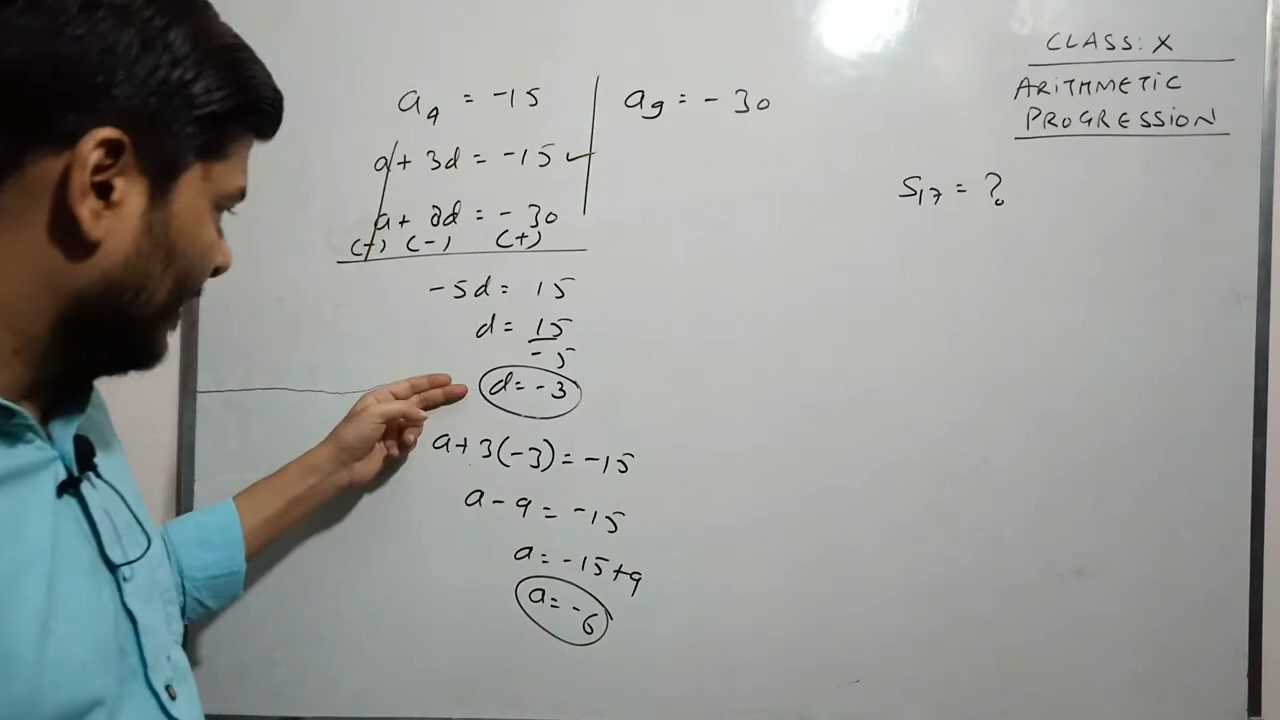 CLASS: X
ARITHMETIC
PROGRESSION
a₄ = -15
a₉ = -30
a + 3d = -15 ✓
a + 8d = -30
(-) (-) (+)
-5d = 15
d = 15/-5
d = -3
a + 3(-3) = -15
a - 9 = -15
a = -15 + 9
a = -6
S₁₇ = ?